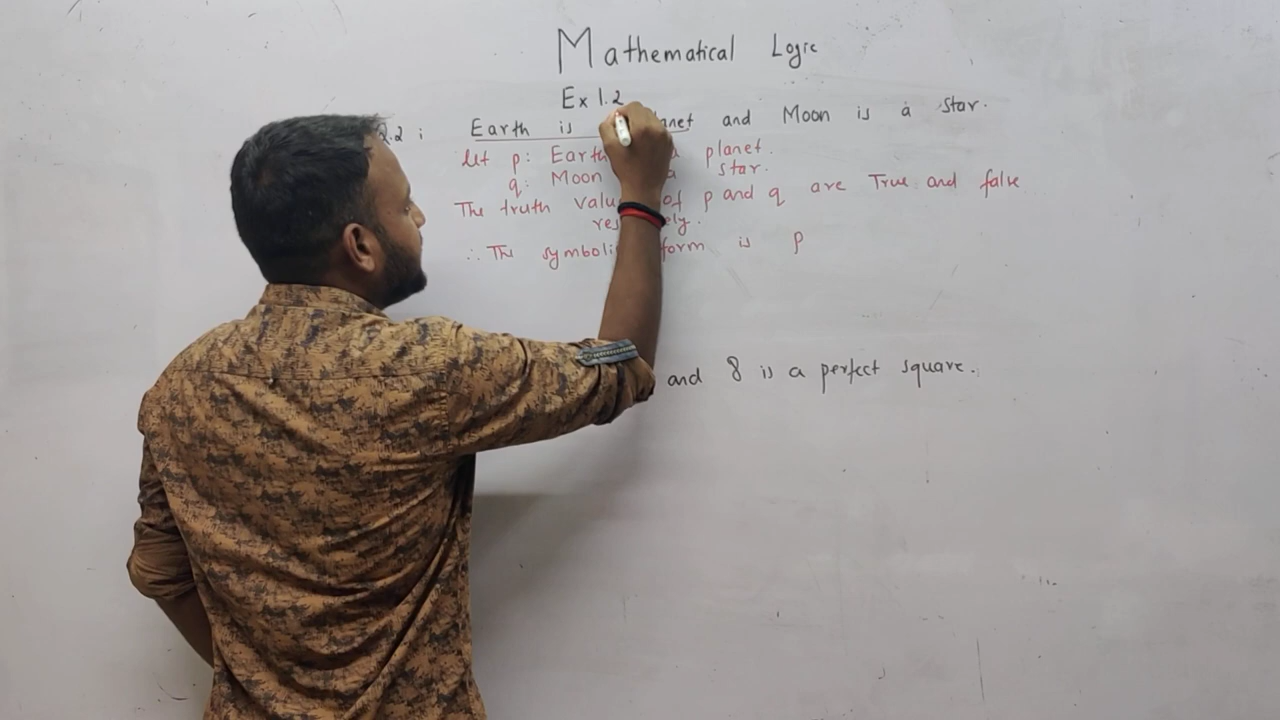 Mathematical Logic
Ex 1.2
Q.2 : Earth is and Moon is a star.
let p: Earth a planet.
q: Moon a star.
The truth of p and q are True and false
∴ The form is p
and 8 is a perfect square.